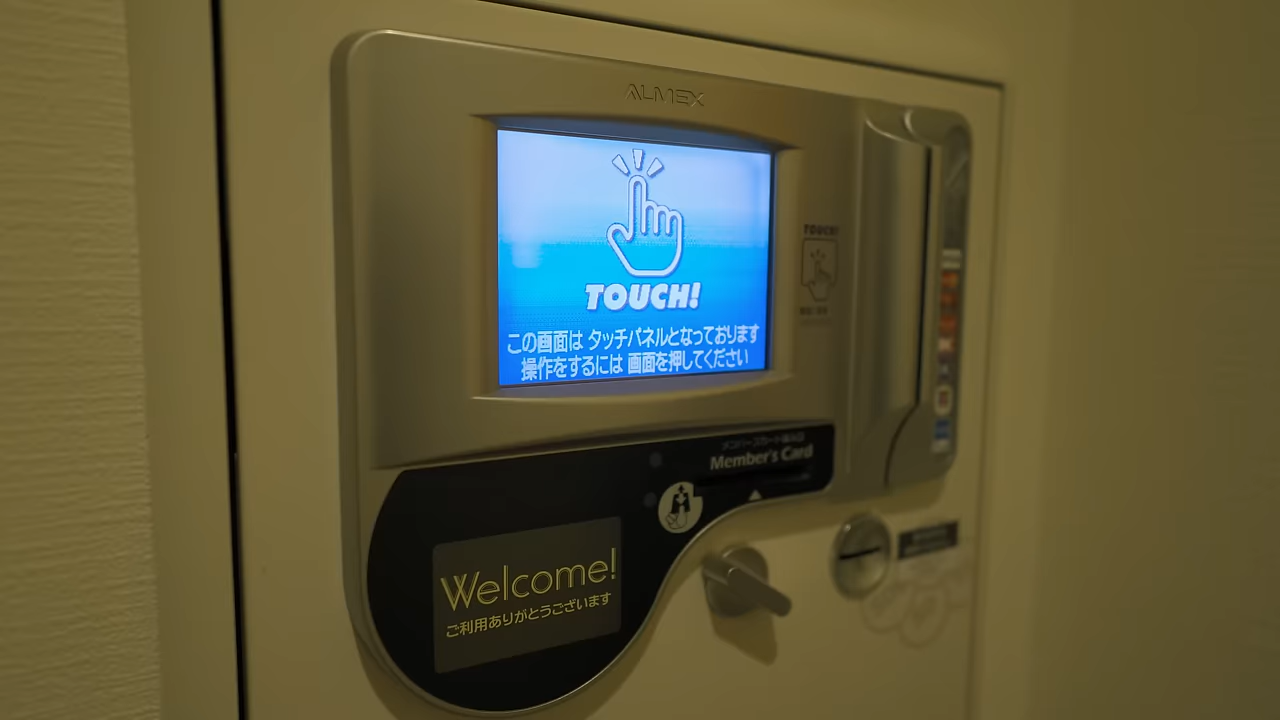 ALMEX
TOUCH!
この画面は タッチパネルとなっております
操作をするには 画面を押してください
TOUCH!
Member's Card
Welcome!
ご利用ありがとうございます